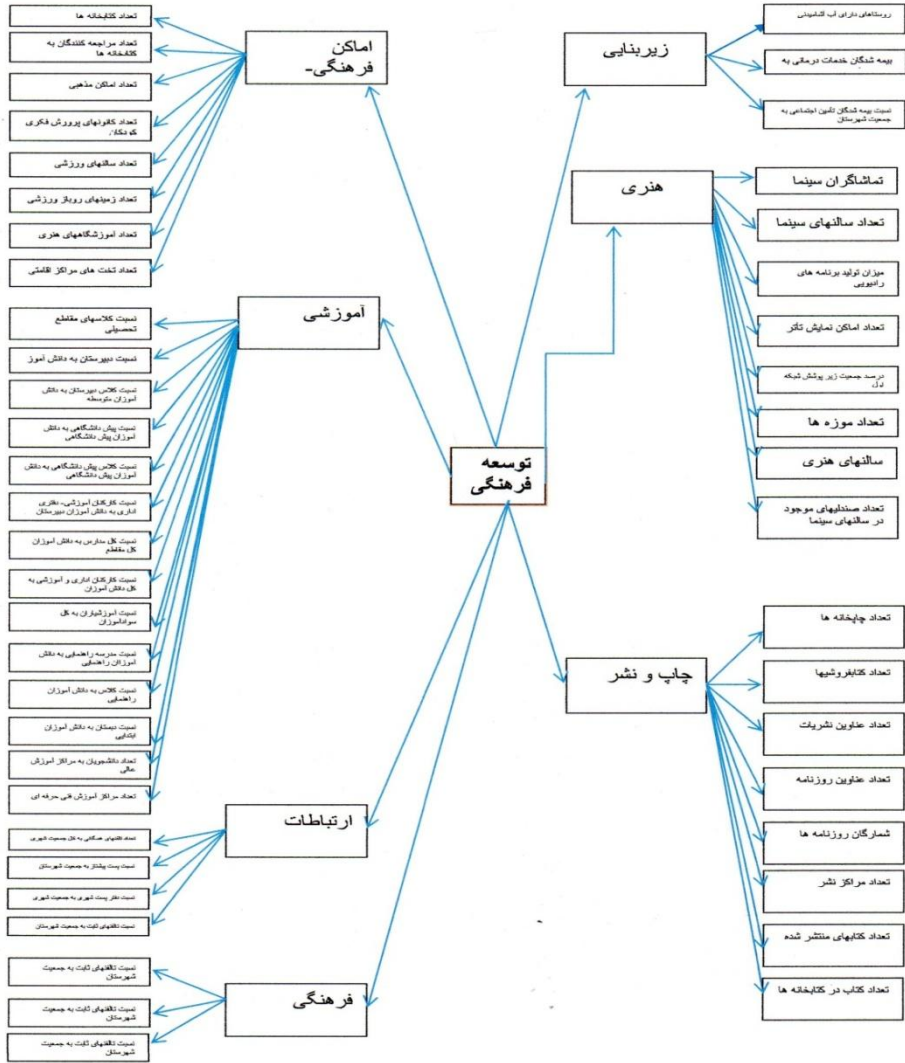 توسعه
فرهنگی
زیربنایی
روستاهای دارای آب آشامیدنی
بیمه شدگان خدمات درمانی به
نسبت بیمه شدگان تأمین اجتماعی به
جمعیت شهرستان
هنری
تماشاگران سینما
تعداد سالنهای سینما
میزان تولید برنامه های
رادیویی
تعداد اماکن نمایش تأتر
درصد جمعیت زیر پوشش شبکه
تعداد موزه ها
سالنهای هنری
تعداد صندلیهای موجود
در سالنهای سینما
چاپ و نشر
تعداد چاپخانه ها
تعداد کتابفروشیها
تعداد عناوین نشریات
تعداد عناوین روزنامه
شمارگان روزنامه ها
تعداد مراکز نشر
تعداد کتابهای منتشر شده
تعداد کتاب در کتابخانه ها
اماکن
فرهنگی-
تعداد کتابخانه ها
تعداد مراجعه کنندگان به
کتابخانه ها
تعداد اماکن مذهبی
تعداد کانونهای پرورش فکری
کودکان
تعداد سالنهای ورزشی
تعداد زمینهای روباز ورزشی
تعداد آموزشگاههای هنری
تعداد تخت های مراکز اقامتی
آموزشی
نسبت کلاسهای مقاطع
تحصیلی
نسبت دبیرستان به دانش آموز
نسبت کلاس دبیرستان به دانش
آموزان متوسطه
نسبت پیش دانشگاهی به دانش
آموزان پیش دانشگاهی
نسبت کلاس پیش دانشگاهی به دانش
آموزان پیش دانشگاهی
نسبت کارکنان آموزشی- دفتری
اداری به دانش آموزان دبیرستان
نسبت کل مدارس به دانش آموزان
کل مقاطع
نسبت کارکنان اداری و آموزشی به
کل دانش آموزان
نسبت آموزشیاران به کل
سوادآموزان
نسبت مدرسه راهنمایی به دانش
آموزان راهنمایی
نسبت کلاس به دانش آموزان
راهنمایی
نسبت دبستان به دانش آموزان
ابتدایی
تعداد دانشجویان به مراکز آموزش
عالی
تعداد مراکز آموزش فنی حرفه ای
ارتباطات
تعداد تلفنهای همگانی به کل جمعیت شهری
نسبت پست پیشتاز به جمعیت شهرستان
نسبت دفتر پست شهری به جمعیت شهری
نسبت تلفنهای ثابت به جمعیت شهرستان
فرهنگی
نسبت تلفنهای ثابت به جمعیت
شهرستان
نسبت تلفنهای ثابت به جمعیت
شهرستان
نسبت تلفنهای ثابت به جمعیت
شهرستان